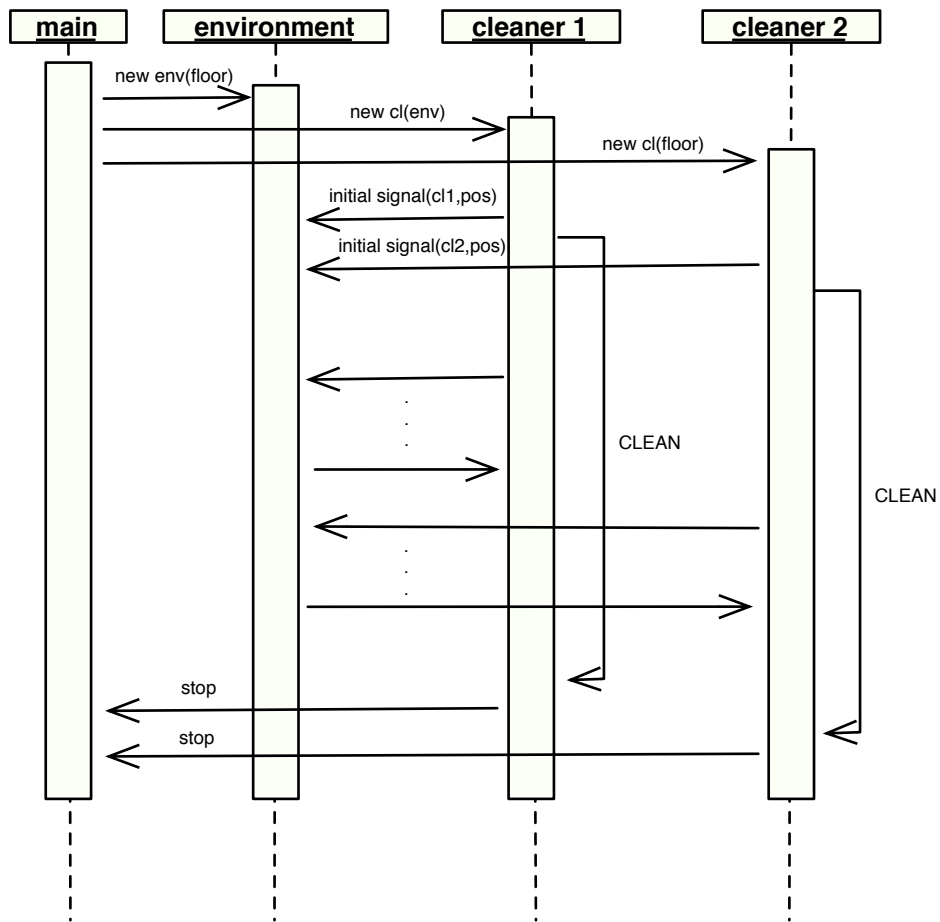 main
environment
cleaner 1
cleaner 2
new env(floor)
new cl(env)
new cl(floor)
initial signal(cl1,pos)
initial signal(cl2,pos)
CLEAN
CLEAN
stop
stop